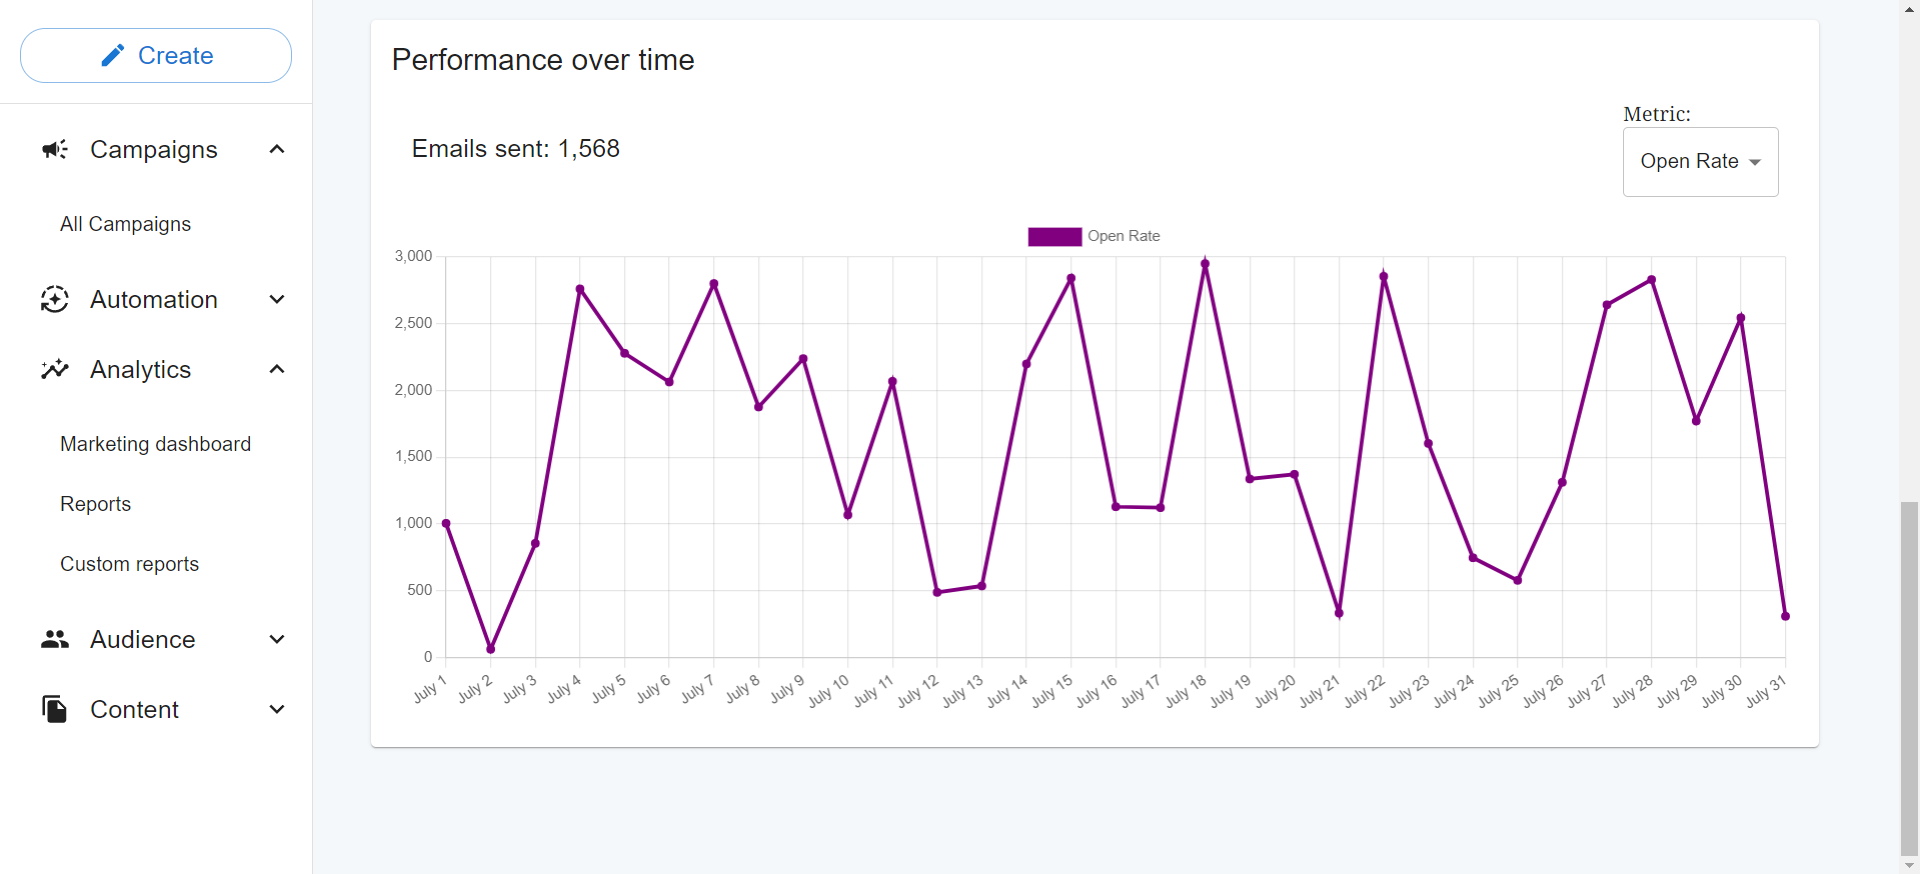 Create
Campaigns
All Campaigns
Automation
Analytics
Marketing dashboard
Reports
Custom reports
Audience
Content
Performance over time
Emails sent: 1,568
Metric:
Open Rate
Open Rate
3,000
2,500
2,000
1,500
1,000
500
0
July 1
July 2
July 3
July 4
July 5
July 6
July 7
July 8
July 9
July 10
July 11
July 12
July 13
July 14
July 15
July 16
July 17
July 18
July 19
July 20
July 21
July 22
July 23
July 24
July 25
July 26
July 27
July 28
July 29
July 30
July 31